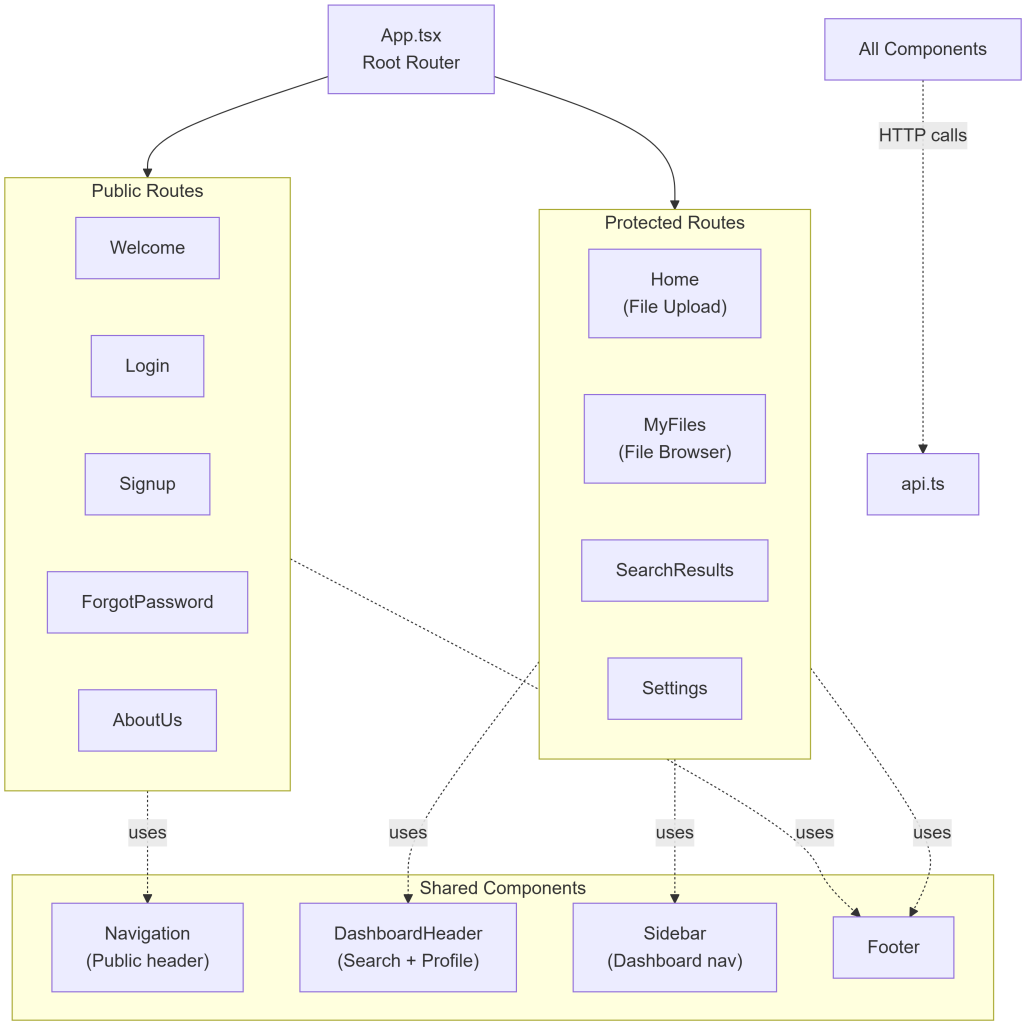 App.tsx
Root Router
All Components
HTTP calls
api.ts
Public Routes
Welcome
Login
Signup
ForgotPassword
AboutUs
Protected Routes
Home
(File Upload)
MyFiles
(File Browser)
SearchResults
Settings
uses
uses
uses
uses
uses
Shared Components
Navigation
(Public header)
DashboardHeader
(Search + Profile)
Sidebar
(Dashboard nav)
Footer